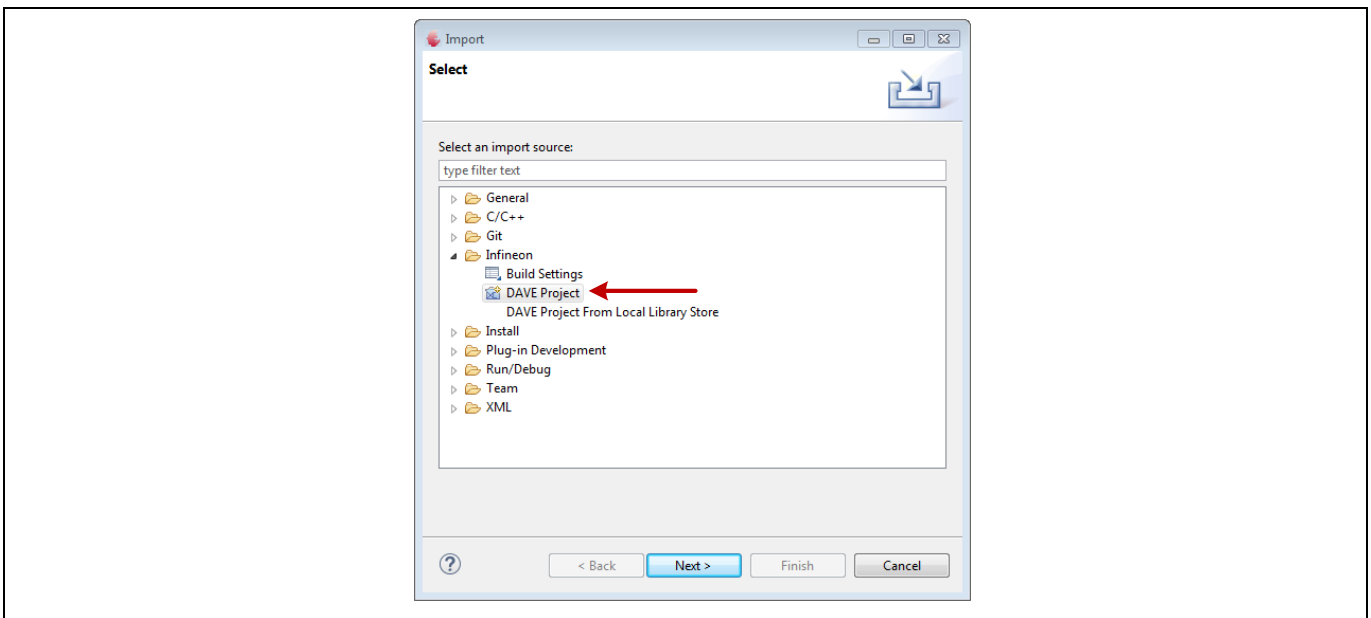 Import
Select
Select an import source:
type filter text
General
C/C++
Git
Infineon
Build Settings
DAVE Project
DAVE Project From Local Library Store
Install
Plug-in Development
Run/Debug
Team
XML
? < Back Next > Finish Cancel